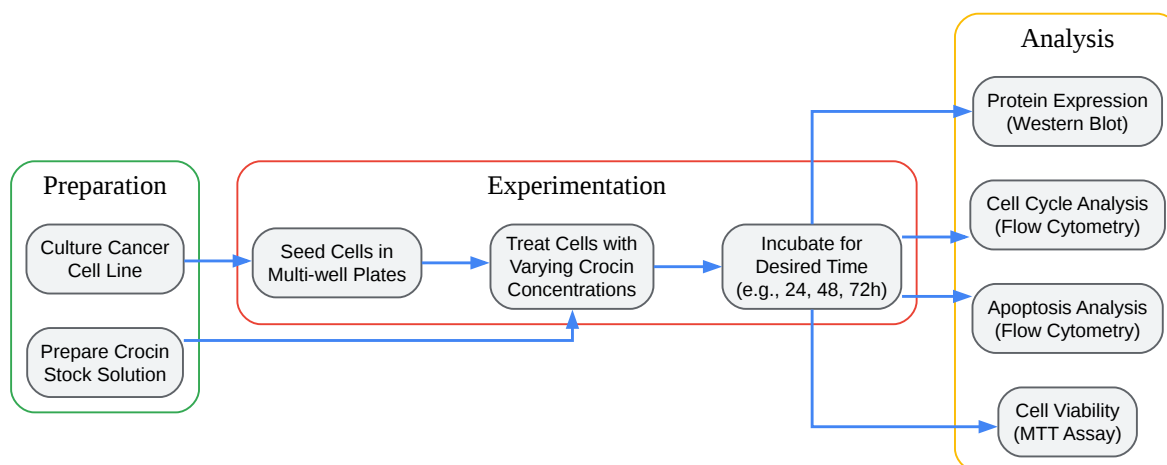 Preparation
Culture Cancer
Cell Line
Prepare Crocin
Stock Solution
Experimentation
Seed Cells in
Multi-well Plates
Treat Cells with
Varying Crocin
Concentrations
Incubate for
Desired Time
(e.g., 24, 48, 72h)
Analysis
Protein Expression
(Western Blot)
Cell Cycle Analysis
(Flow Cytometry)
Apoptosis Analysis
(Flow Cytometry)
Cell Viability
(MTT Assay)